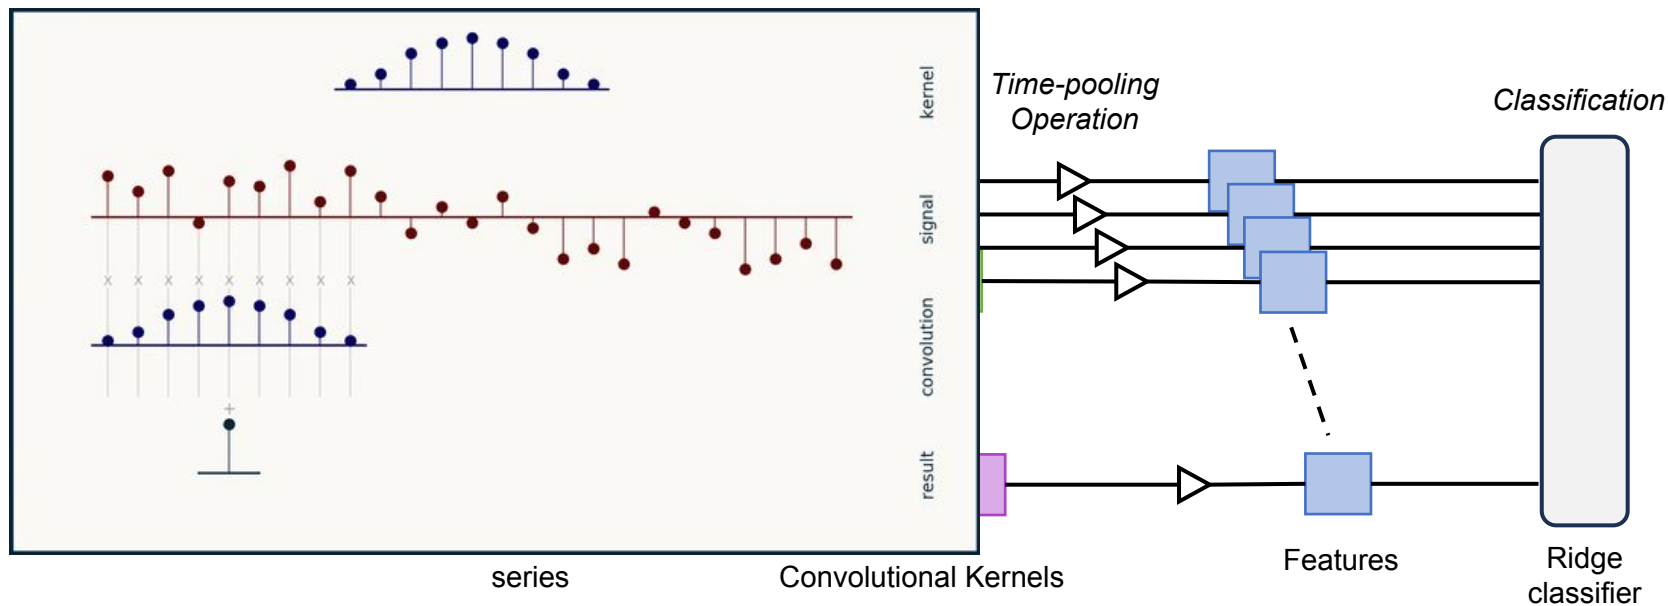 kernel
signal
convolution
result
Time-pooling
Operation
Classification
x x x x x x x x x
+
series
Convolutional Kernels
Features
Ridge
classifier